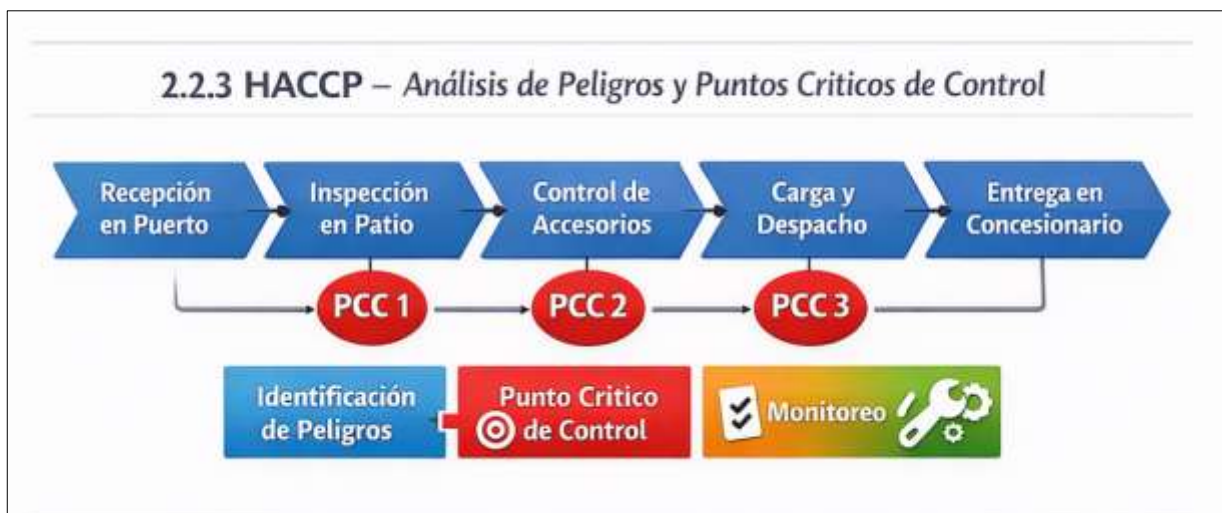 2.2.3 HACCP – Análisis de Peligros y Puntos Criticos de Control
Recepción
en Puerto
Inspección
en Patio
Control de
Accesorios
Carga y
Despacho
Entrega en
Concesionario
PCC 1
PCC 2
PCC 3
Identificación
de Peligros
Punto Critico
de Control
Monitoreo